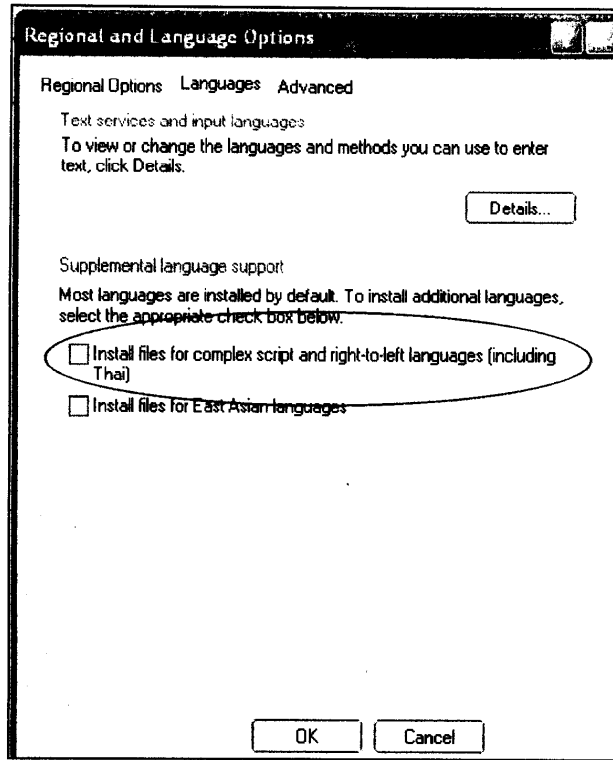 Regional and Language Options
Regional Options Languages Advanced
Text services and input languages
To view or change the languages and methods you can use to enter
text, click Details.
Details...
Supplemental language support
Most languages are installed by default. To install additional languages,
select the appropriate check box below.
Install files for complex script and right-to-left languages (including
Thai)
Install files for East Asian languages
OK Cancel